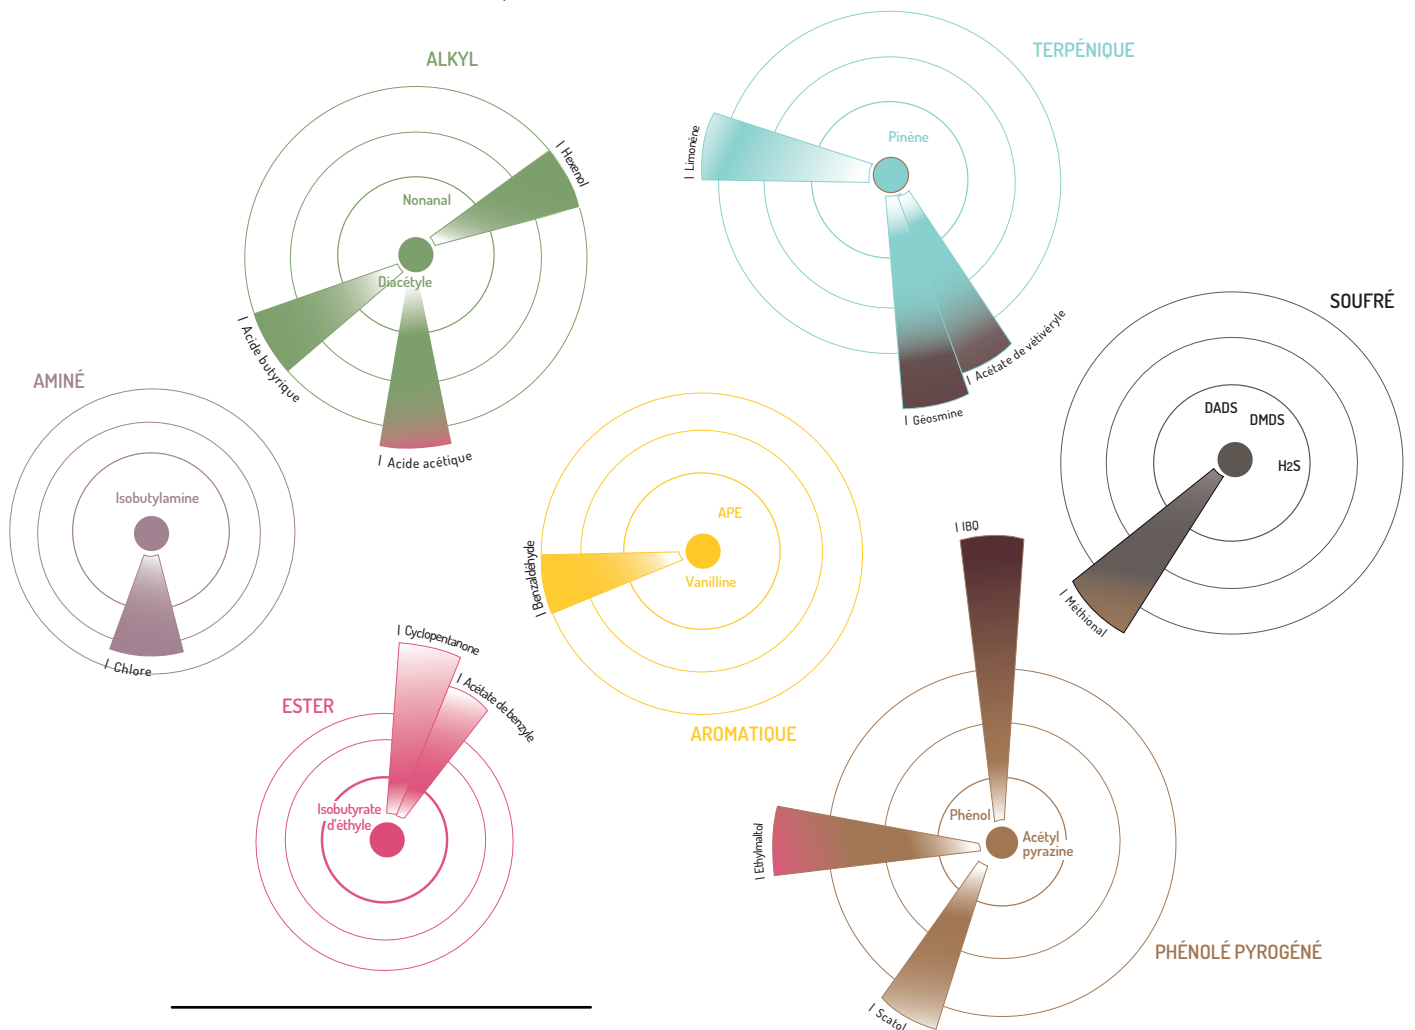 ALKYL
I Hexenol
Nonanal
Diacétyle
I Acide butyrique
I Acide acétique
TERPÉNIQUE
I Limonène
Pinène
I Acétate de vétivéryle
I Géosmine
SOUFRÉ
DADS
DMDS
H2S
I Méthional
AMINÉ
Isobutylamine
I Chlore
APE
Vanilline
I Benzaldéhyde
AROMATIQUE
ESTER
I Cyclopentanone
I Acétate de benzyle
Isobutyrate
d'éthyle
I IBQ
Phénol
Acétyl
pyrazine
I Ethylmaltol
I Scatol
PHÉNOLÉ PYROGÉNÉ